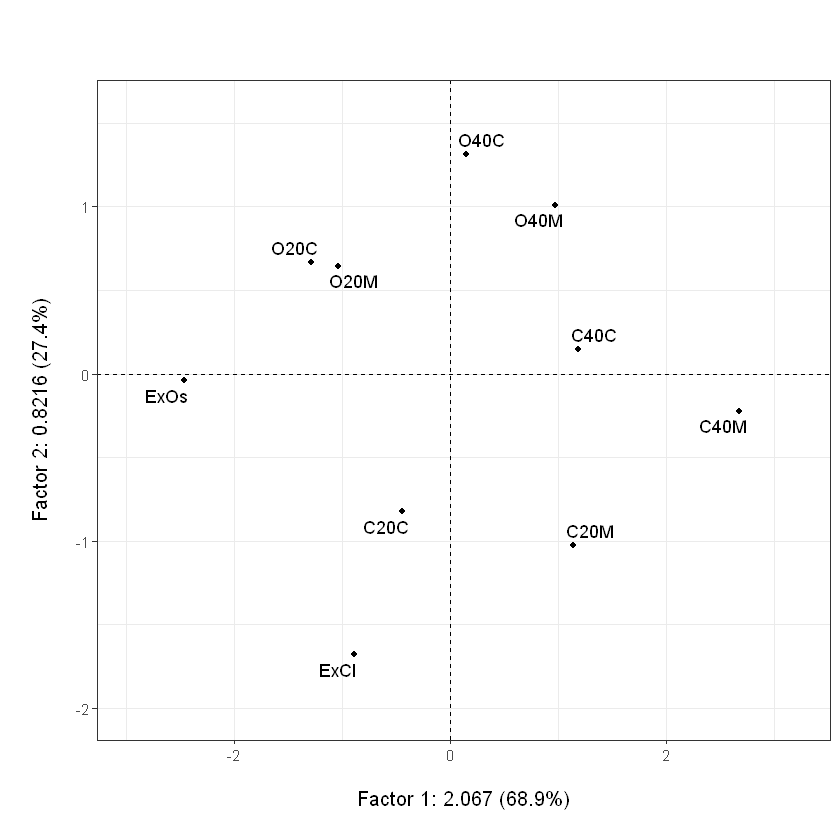 O40C
O40M
O20C
O20M
C40C
ExOs
C40M
C20C
C20M
ExCl
1
0
-1
-2
-2
0
2
Factor 2: 0.8216 (27.4%)
Factor 1: 2.067 (68.9%)